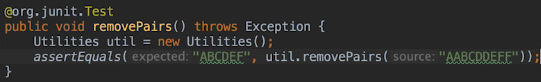 @org.junit.Test
public void removePairs() throws Exception {
Utilities util = new Utilities();
assertEquals( expected: "ABCDEF", util.removePairs( source: "AABCDDEFF"));
}